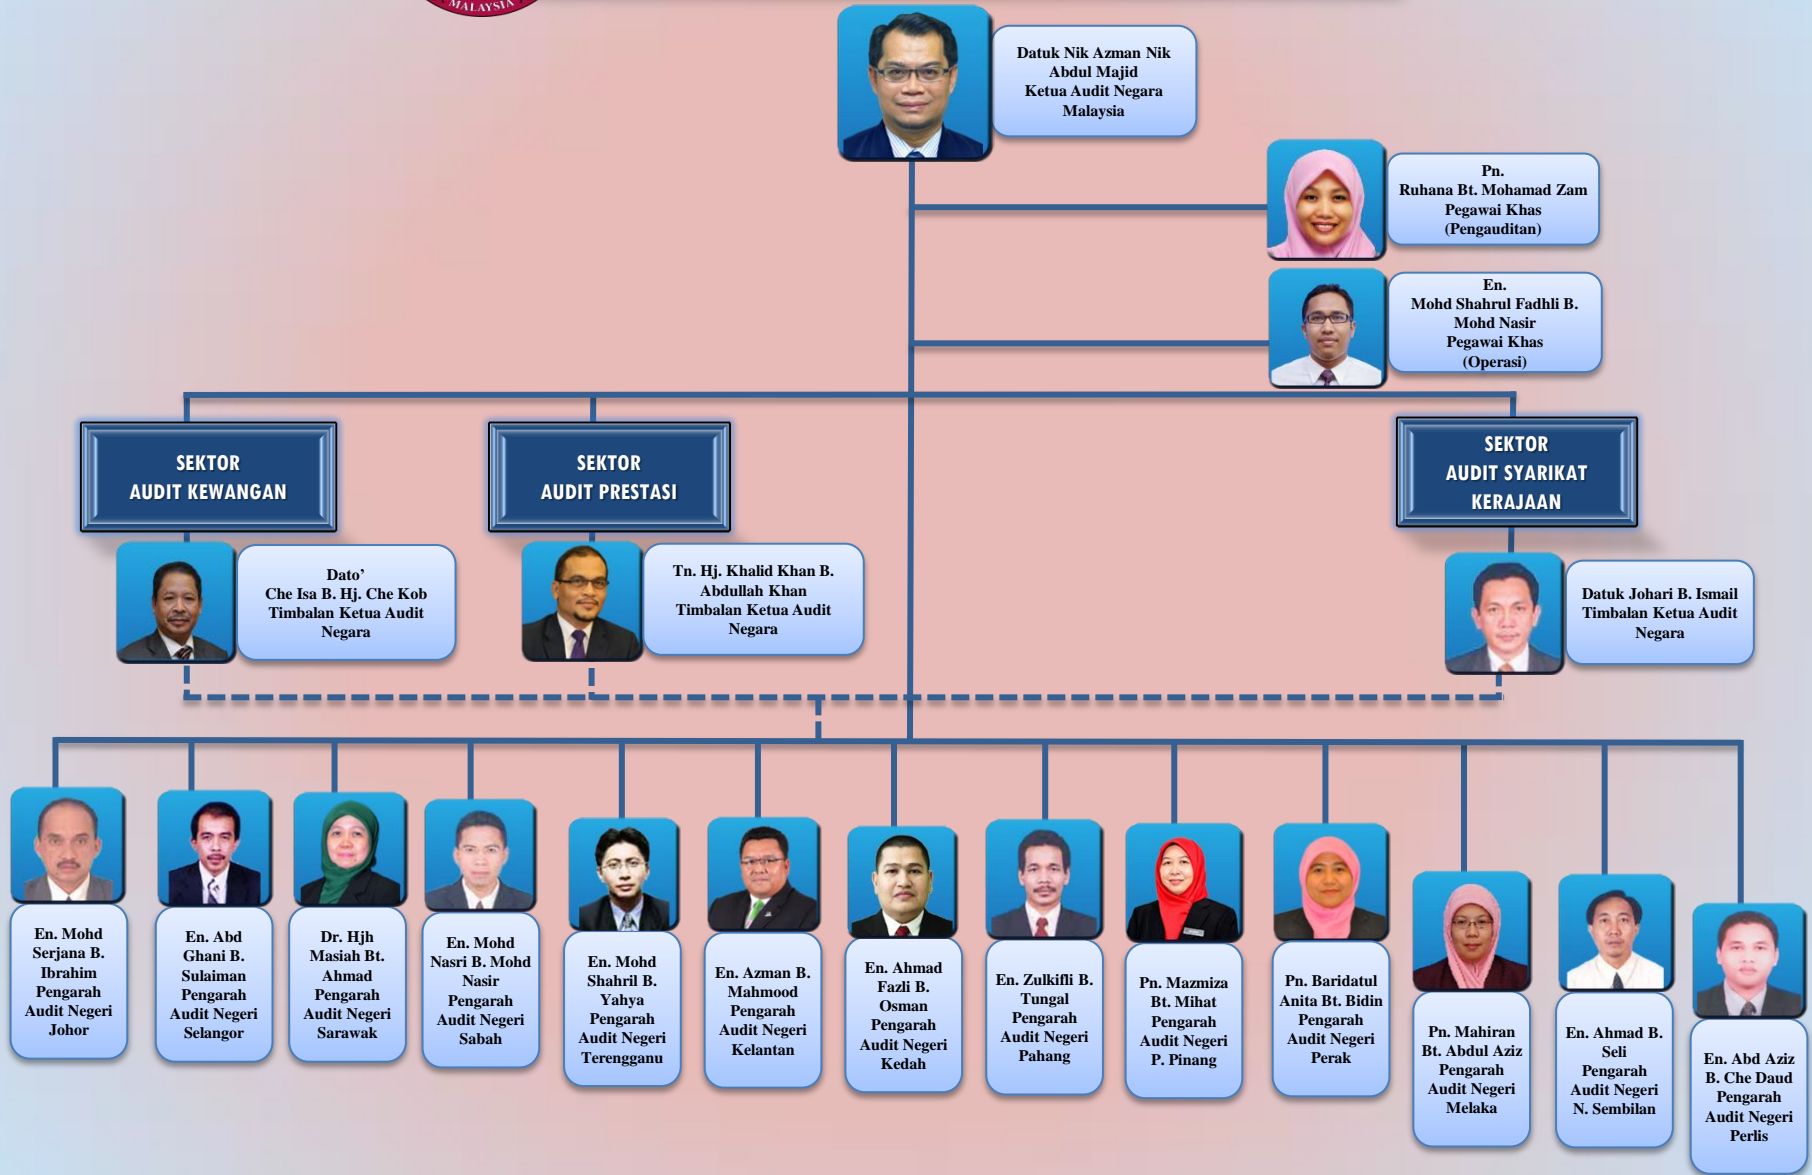 MALAYSIA
Datuk Nik Azman Nik
Abdul Majid
Ketua Audit Negara
Malaysia
Pn.
Ruhana Bt. Mohamad Zam
Pegawai Khas
(Pengauditan)
En.
Mohd Shahrul Fadhli B.
Mohd Nasir
Pegawai Khas
(Operasi)
SEKTOR
AUDIT KEWANGAN
SEKTOR
AUDIT PRESTASI
SEKTOR
AUDIT SYARIKAT
KERAJAAN
Dato’
Che Isa B. Hj. Che Kob
Timbalan Ketua Audit
Negara
Tn. Hj. Khalid Khan B.
Abdullah Khan
Timbalan Ketua Audit
Negara
Datuk Johari B. Ismail
Timbalan Ketua Audit
Negara
En. Mohd
Serjana B.
Ibrahim
Pengarah
Audit Negeri
Johor
En. Abd
Ghani B.
Sulaiman
Pengarah
Audit Negeri
Selangor
Dr. Hjh
Masiah Bt.
Ahmad
Pengarah
Audit Negeri
Sarawak
En. Mohd
Nasri B. Mohd
Nasir
Pengarah
Audit Negeri
Sabah
En. Mohd
Shahril B.
Yahya
Pengarah
Audit Negeri
Terengganu
En. Azman B.
Mahmood
Pengarah
Audit Negeri
Kelantan
En. Ahmad
Fazli B.
Osman
Pengarah
Audit Negeri
Kedah
En. Zulkifli B.
Tungal
Pengarah
Audit Negeri
Pahang
Pn. Mazmiza
Bt. Mihat
Pengarah
Audit Negeri
P. Pinang
Pn. Baridatul
Anita Bt. Bidin
Pengarah
Audit Negeri
Perak
Pn. Mahiran
Bt. Abdul Aziz
Pengarah
Audit Negeri
Melaka
En. Ahmad B.
Seli
Pengarah
Audit Negeri
N. Sembilan
En. Abd Aziz
B. Che Daud
Pengarah
Audit Negeri
Perlis